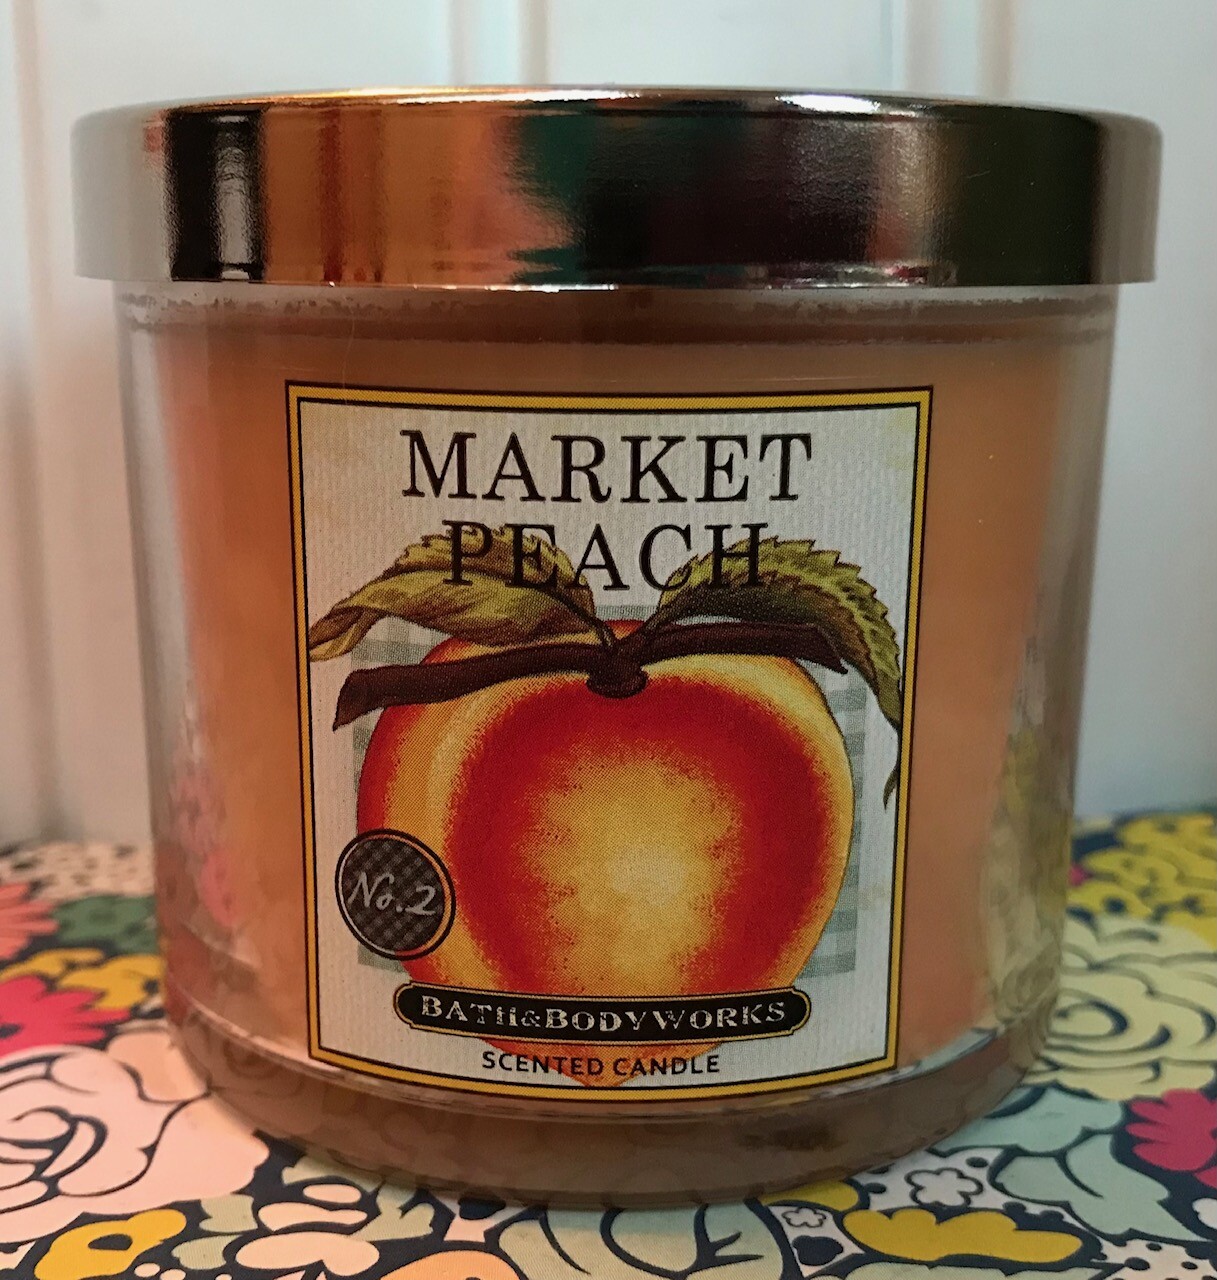 MARKET
PEACH
No.2
BATH&BODYWORKS
SCENTED CANDLE